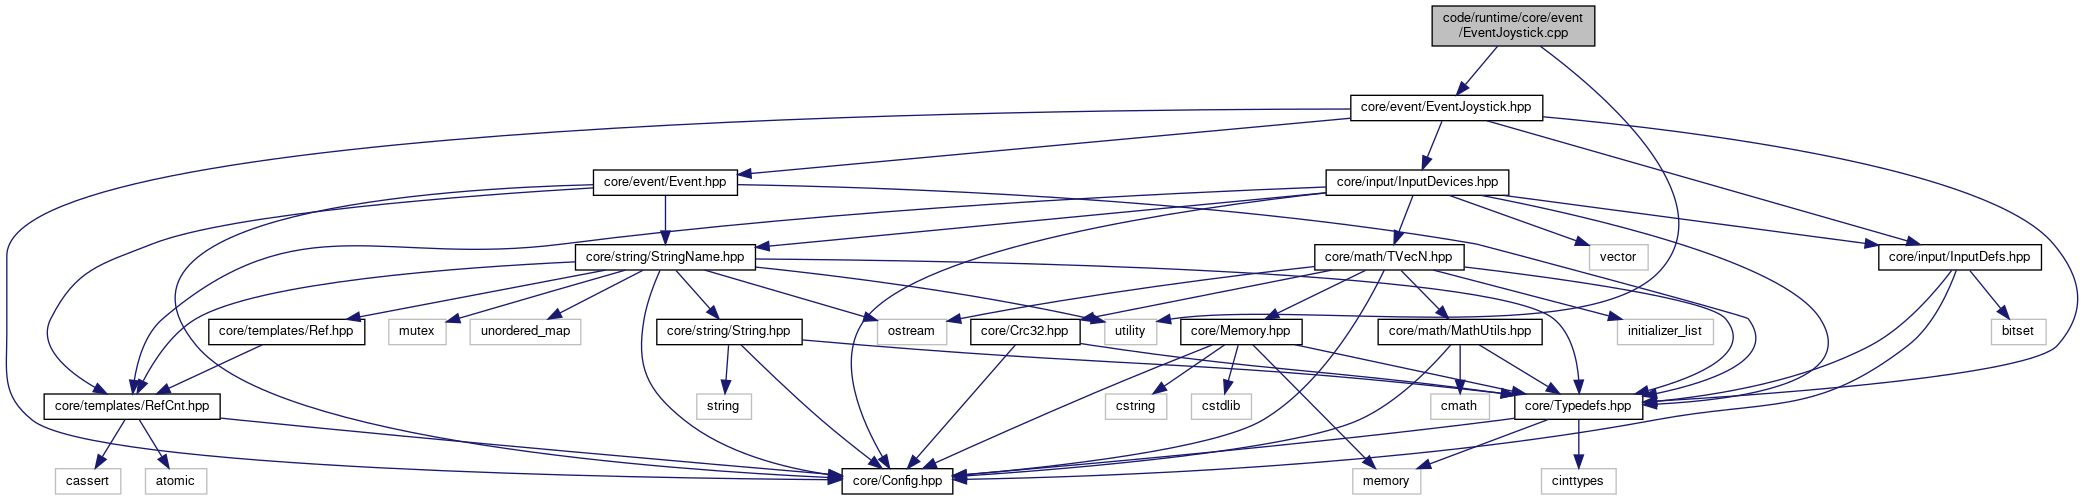 code/runtime/core/event
/EventJoystick.cpp
core/event/EventJoystick.hpp
core/event/Event.hpp
core/input/InputDevices.hpp
core/string/StringName.hpp
core/math/TVecN.hpp
vector
core/input/InputDefs.hpp
core/templates/Ref.hpp
mutex
unordered_map
core/string/String.hpp
ostream
core/Crc32.hpp
utility
core/Memory.hpp
core/math/MathUtils.hpp
initializer_list
bitset
core/templates/RefCnt.hpp
string
cstring
cstdlib
cmath
core/Typedefs.hpp
cassert
atomic
core/Config.hpp
memory
cinttypes